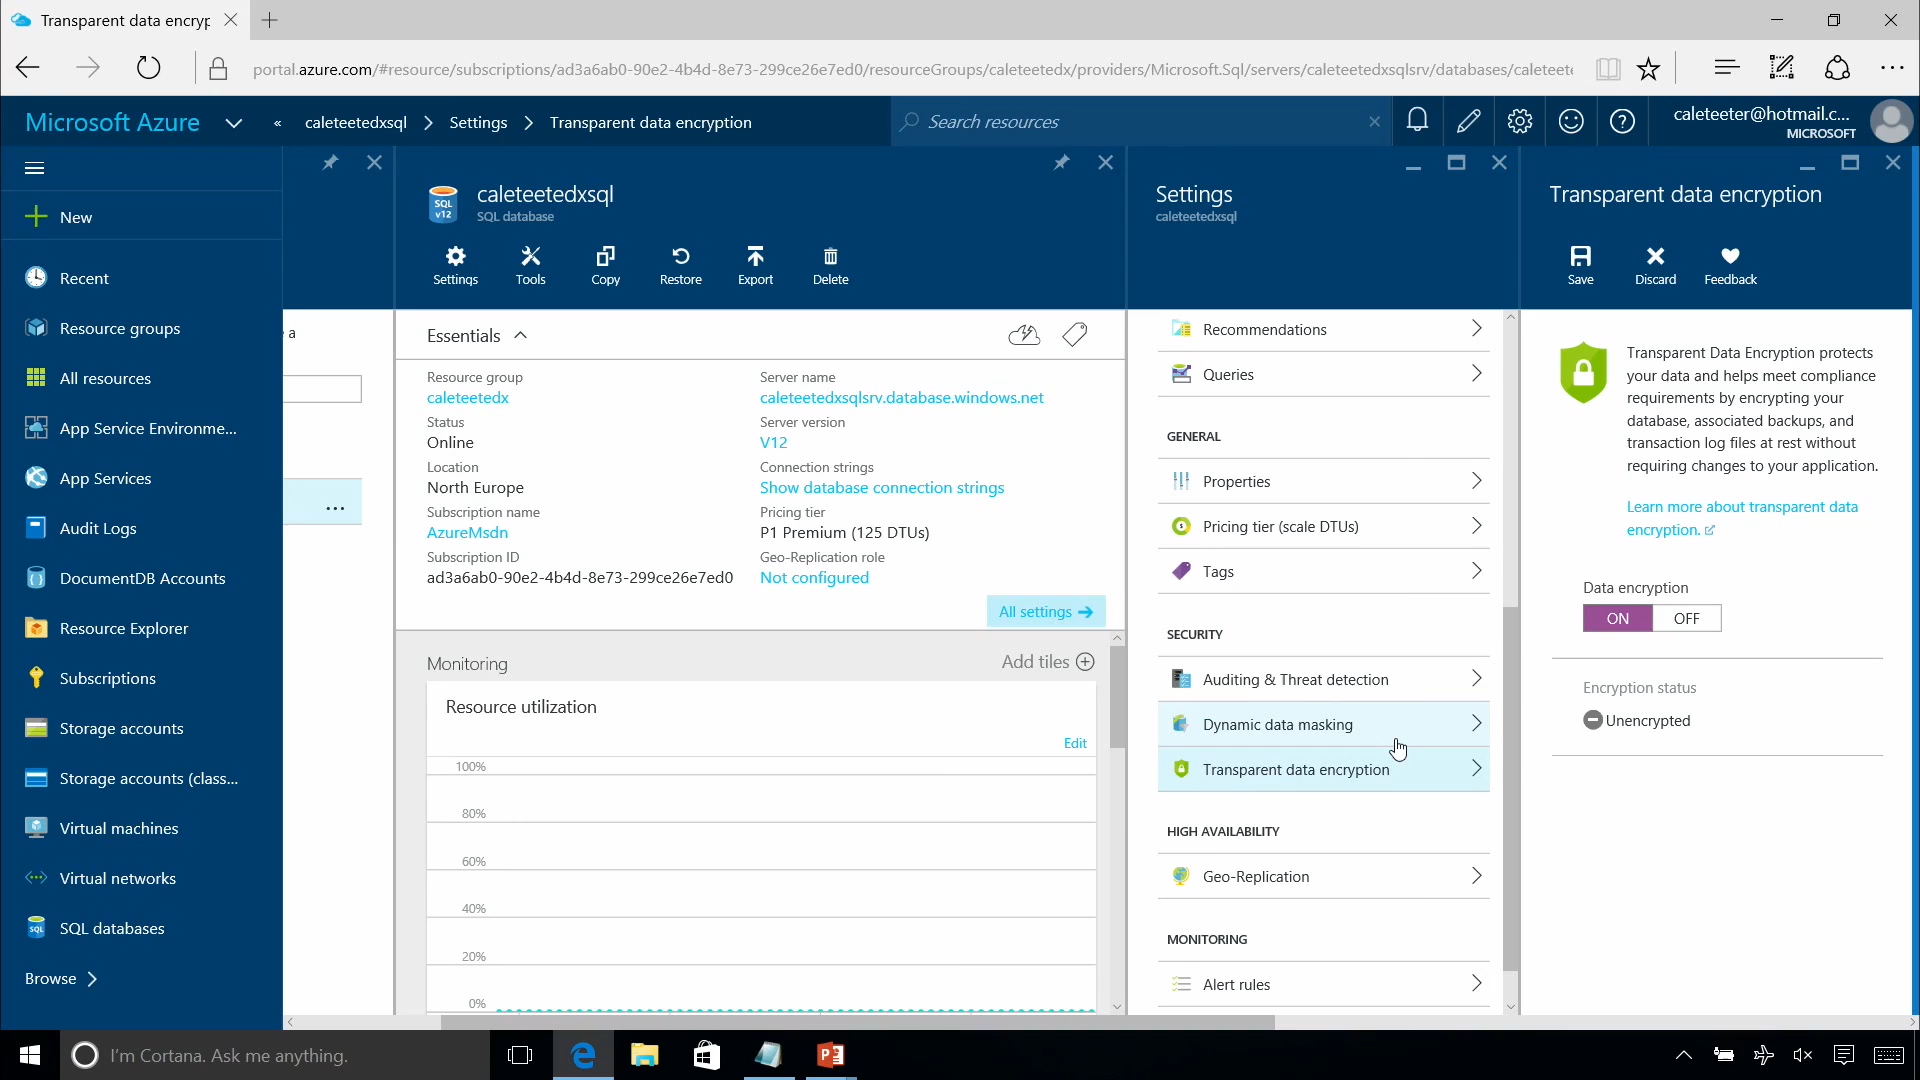 Transparent data encryp
portal.azure.com/#resource/subscriptions/ad3a6ab0-90e2-4b4d-8e73-299ce26e7ed0/resourceGroups/caleteetedx/providers/Microsoft.Sql/servers/caleteetedxsqlsrv/databases/caleteete
Microsoft Azure
«
caleteetedxsql > Settings > Transparent data encryption
Search resources
caleteeter@hotmail.c...
MICROSOFT
New
Recent
Resource groups
All resources
App Service Environme...
App Services
Audit Logs
DocumentDB Accounts
Resource Explorer
Subscriptions
Storage accounts
Storage accounts (class...
Virtual machines
Virtual networks
SQL databases
Browse >
a
...
SQL
v12
caleteetedxsql
SQL database
Settings
Tools
Copy
Restore
Export
Delete
Essentials
Resource group
caleteetedx
Status
Online
Location
North Europe
Subscription name
AzureMsdn
Subscription ID
ad3a6ab0-90e2-4b4d-8e73-299ce26e7ed0
Server name
caleteetedxsqlsrv.database.windows.net
Server version
V12
Connection strings
Show database connection strings
Pricing tier
P1 Premium (125 DTUs)
Geo-Replication role
Not configured
All settings →
Monitoring
Add tiles
Resource utilization
Edit
100%
80%
60%
40%
20%
0%
Settings
caleteetedxsql
Recommendations
Queries
GENERAL
Properties
Pricing tier (scale DTUs)
Tags
SECURITY
Auditing & Threat detection
Dynamic data masking
Transparent data encryption
HIGH AVAILABILITY
Geo-Replication
MONITORING
Alert rules
Transparent data encryption
Save
Discard
Feedback
Transparent Data Encryption protects
your data and helps meet compliance
requirements by encrypting your
database, associated backups, and
transaction log files at rest without
requiring changes to your application.
Learn more about transparent data
encryption.
Data encryption
ON
OFF
Encryption status
Unencrypted
I'm Cortana. Ask me anything.